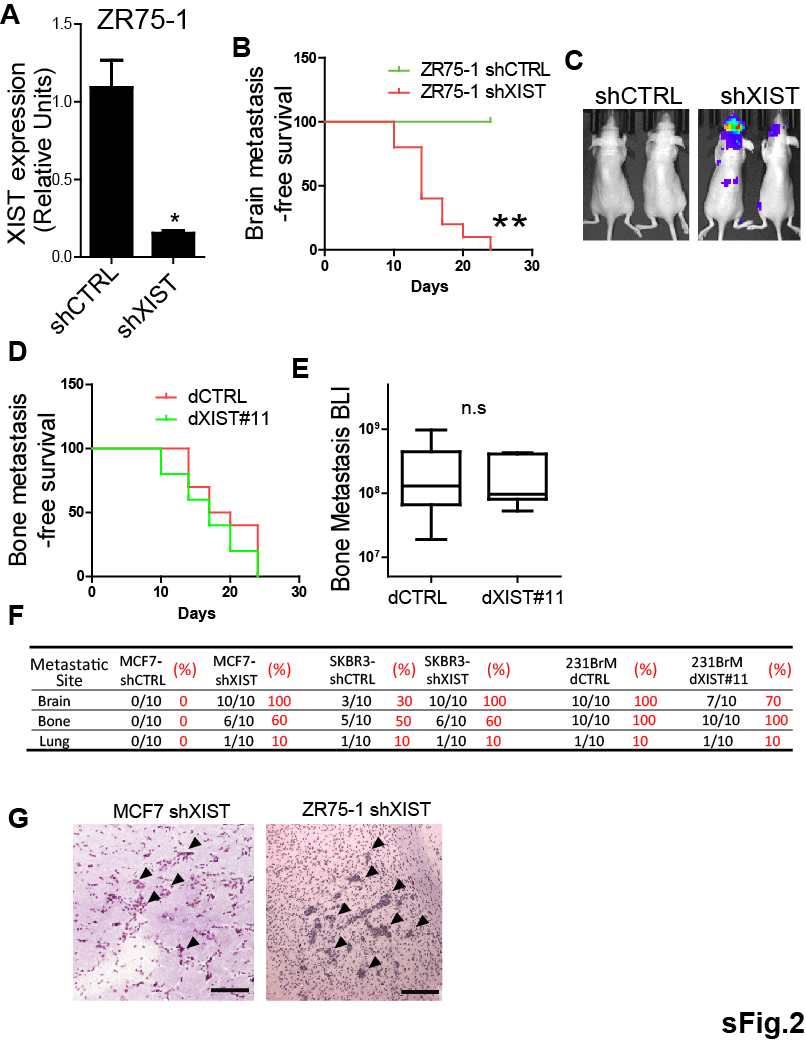 A
ZR75-1
XIST expression
(Relative Units)
1.5
1.0
0.5
0.0
*
shCTRL
shXIST
B
Brain metastasis
-free survival
150
100
50
0
ZR75-1 shCTRL
ZR75-1 shXIST
**
0 10 20 30
Days
C
shCTRL shXIST
D
Bone metastasis
-free survival
150
100
50
0
dCTRL
dXIST#11
0 10 20 30
Days
E
Bone Metastasis BLI
n.s
10⁹
10⁸
10⁷
dCTRL dXIST#11
F
Metastatic Site MCF7-shCTRL (%) MCF7-shXIST (%) SKBR3-shCTRL (%) SKBR3-shXIST (%) 231BrM dCTRL (%) 231BrM dXIST#11 (%)
Brain 0/10 0 10/10 100 3/10 30 10/10 100 10/10 100 7/10 70
Bone 0/10 0 6/10 60 5/10 50 6/10 60 10/10 100 10/10 100
Lung 0/10 0 1/10 10 1/10 10 1/10 10 1/10 10 1/10 10
G
MCF7 shXIST ZR75-1 shXIST
sFig.2